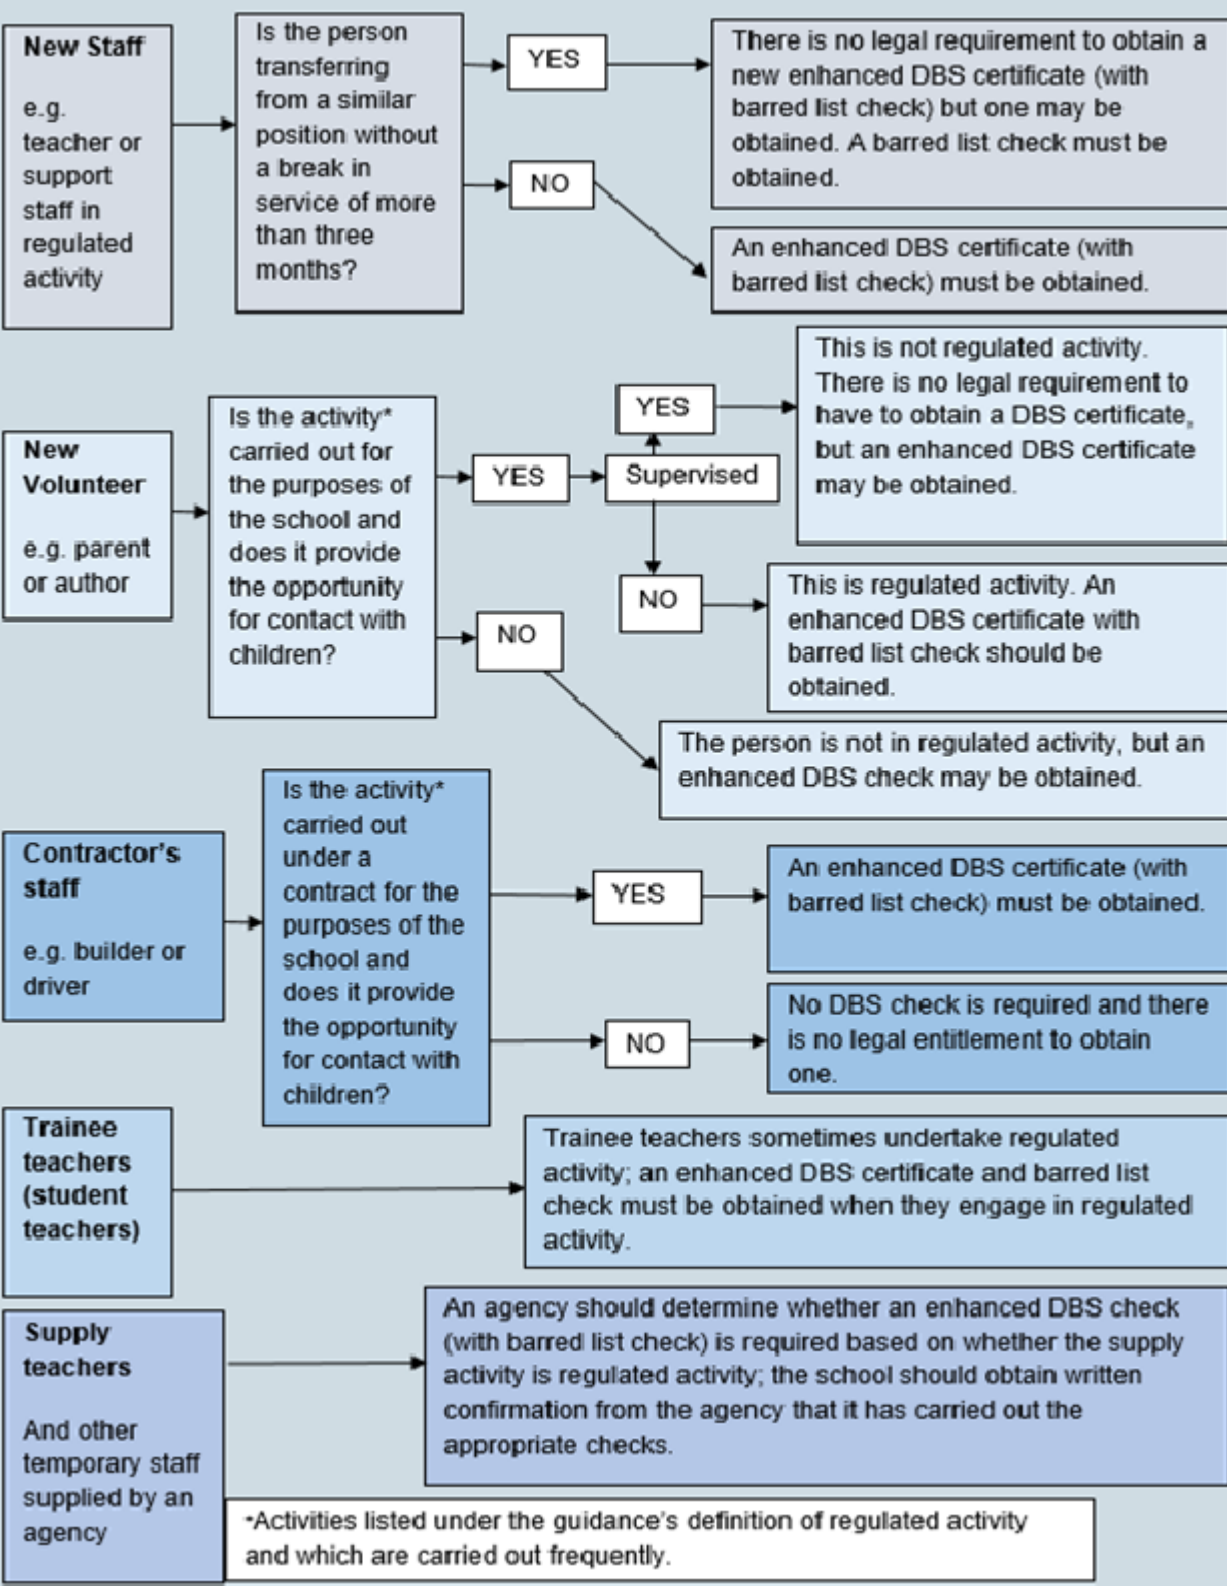 New Staff
e.g.
teacher or
support
staff in
regulated
activity
Is the person
transferring
from a similar
position without
a break in
service of more
than three
months?
YES
There is no legal requirement to obtain a
new enhanced DBS certificate (with
barred list check) but one may be
obtained. A barred list check must be
obtained.
NO
An enhanced DBS certificate (with
barred list check) must be obtained.
New
Volunteer
e.g. parent
or author
Is the activity*
carried out for
the purposes of
the school and
does it provide
the opportunity
for contact with
children?
YES
Supervised
YES
This is not regulated activity.
There is no legal requirement to
have to obtain a DBS certificate,
but an enhanced DBS certificate
may be obtained.
NO
This is regulated activity. An
enhanced DBS certificate with
barred list check should be
obtained.
NO
The person is not in regulated activity, but an
enhanced DBS check may be obtained.
Contractor's
staff
e.g. builder or
driver
Is the activity*
carried out
under a
contract for the
purposes of the
school and
does it provide
the opportunity
for contact with
children?
YES
An enhanced DBS certificate (with
barred list check) must be obtained.
NO
No DBS check is required and there
is no legal entitlement to obtain
one.
Trainee
teachers
(student
teachers)
Trainee teachers sometimes undertake regulated
activity; an enhanced DBS certificate and barred list
check must be obtained when they engage in regulated
activity.
Supply
teachers
And other
temporary staff
supplied by an
agency
An agency should determine whether an enhanced DBS check
(with barred list check) is required based on whether the supply
activity is regulated activity; the school should obtain written
confirmation from the agency that it has carried out the
appropriate checks.
*Activities listed under the guidance's definition of regulated activity
and which are carried out frequently.